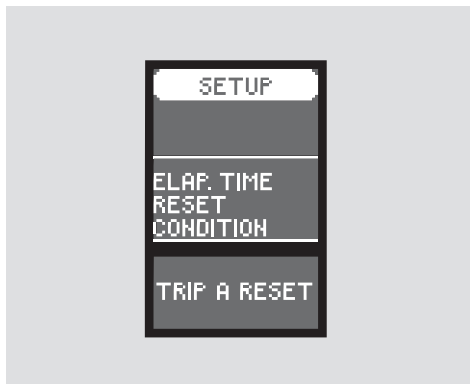 SETUP
ELAP. TIME
RESET
CONDITION
TRIP A RESET